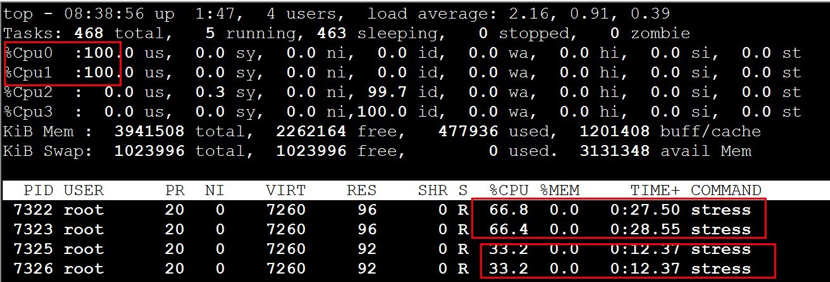 top - 08:38:56 up  1:47,  4 users,  load average: 2.16, 0.91, 0.39
Tasks: 468 total,   5 running, 463 sleeping,   0 stopped,   0 zombie
%Cpu0  :100.0 us,  0.0 sy,  0.0 ni,  0.0 id,  0.0 wa,  0.0 hi,  0.0 si,  0.0 st
%Cpu1  :100.0 us,  0.0 sy,  0.0 ni,  0.0 id,  0.0 wa,  0.0 hi,  0.0 si,  0.0 st
%Cpu2  :  0.0 us,  0.3 sy,  0.0 ni, 99.7 id,  0.0 wa,  0.0 hi,  0.0 si,  0.0 st
%Cpu3  :  0.0 us,  0.0 sy,  0.0 ni,100.0 id,  0.0 wa,  0.0 hi,  0.0 si,  0.0 st
KiB Mem :  3941508 total,  2262164 free,   477936 used,  1201408 buff/cache
KiB Swap:  1023996 total,  1023996 free,        0 used.  3131348 avail Mem
PID USER      PR  NI    VIRT    RES    SHR S  %CPU %MEM     TIME+ COMMAND
7322 root      20   0    7260     96      0 R  66.8  0.0   0:27.50 stress
7323 root      20   0    7260     96      0 R  66.4  0.0   0:28.55 stress
7325 root      20   0    7260     92      0 R  33.2  0.0   0:12.37 stress
7326 root      20   0    7260     92      0 R  33.2  0.0   0:12.37 stress